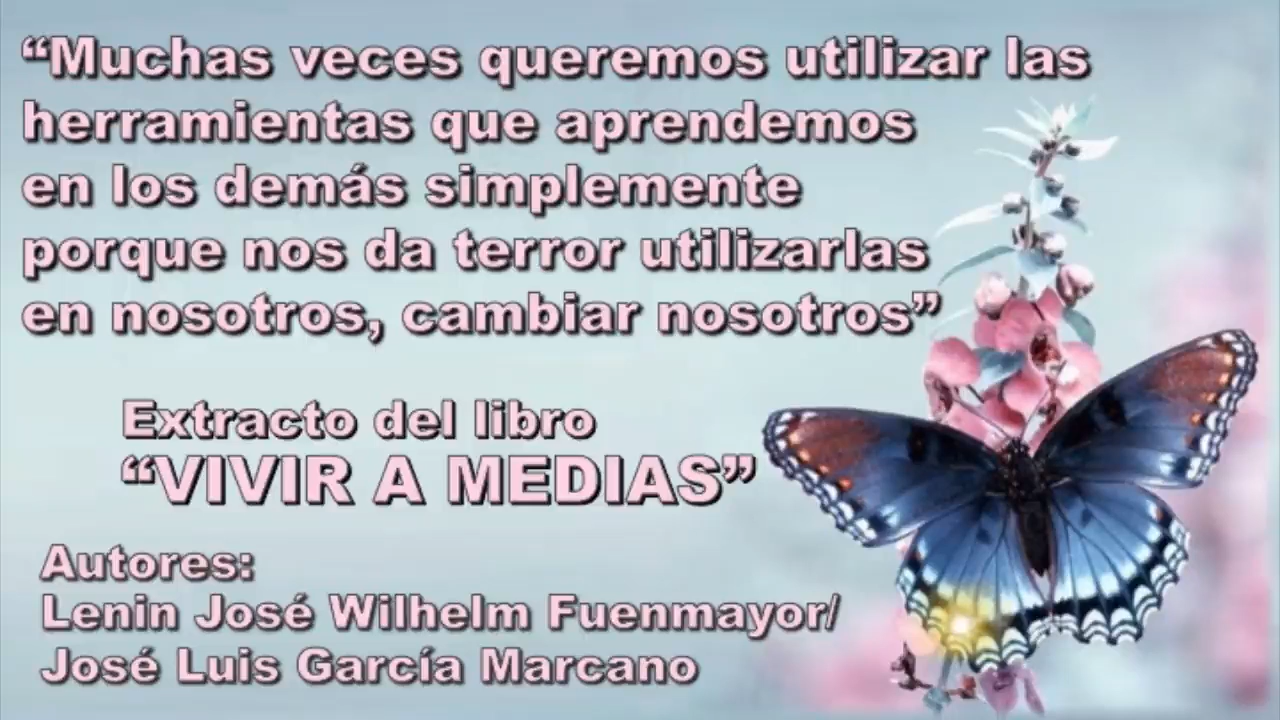 “Muchas veces queremos utilizar las
herramientas que aprendemos
en los demás simplemente
porque nos da terror utilizarlas
en nosotros, cambiar nosotros”
Extracto del libro
“VIVIR A MEDIAS”
Autores:
Lenin José Wilhelm Fuenmayor/
José Luis García Marcano